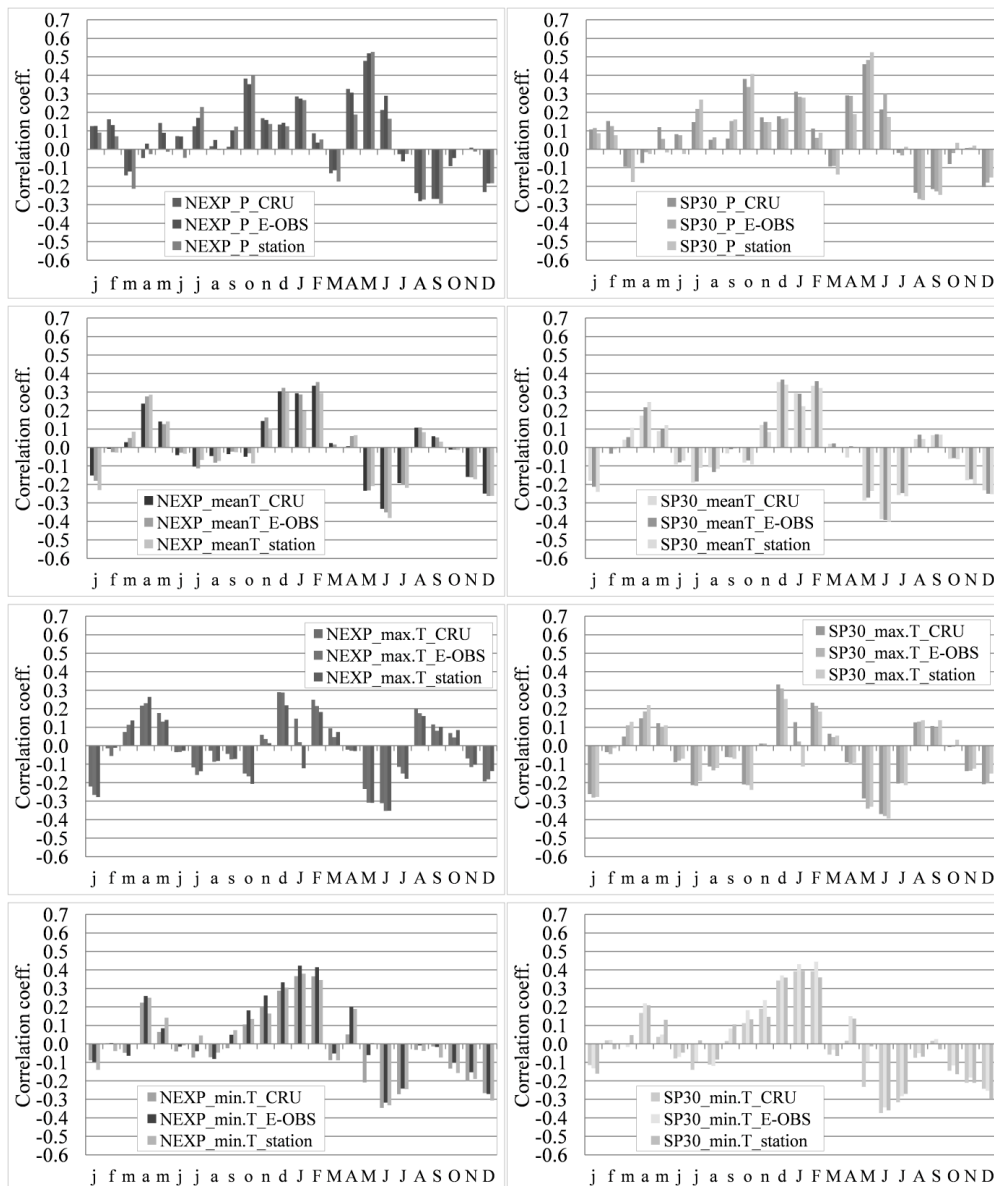 Correlation coeff.
0.7
0.6
0.5
0.4
0.3
0.2
0.1
0.0
-0.1
-0.2
-0.3
-0.4
-0.5
-0.6
NEXP_P_CRU
NEXP_P_E-OBS
NEXP_P_station
j f m a m j j a s o n d J F M A M J J A S O N D
Correlation coeff.
0.7
0.6
0.5
0.4
0.3
0.2
0.1
0.0
-0.1
-0.2
-0.3
-0.4
-0.5
-0.6
SP30_P_CRU
SP30_P_E-OBS
SP30_P_station
j f m a m j j a s o n d J F M A M J J A S O N D
Correlation coeff.
0.7
0.6
0.5
0.4
0.3
0.2
0.1
0.0
-0.1
-0.2
-0.3
-0.4
-0.5
-0.6
NEXP_meanT_CRU
NEXP_meanT_E-OBS
NEXP_meanT_station
j f m a m j j a s o n d J F M A M J J A S O N D
Correlation coeff.
0.7
0.6
0.5
0.4
0.3
0.2
0.1
0.0
-0.1
-0.2
-0.3
-0.4
-0.5
-0.6
SP30_meanT_CRU
SP30_meanT_E-OBS
SP30_meanT_station
j f m a m j j a s o n d J F M A M J J A S O N D
Correlation coeff.
0.7
0.6
0.5
0.4
0.3
0.2
0.1
0.0
-0.1
-0.2
-0.3
-0.4
-0.5
-0.6
NEXP_max.T_CRU
NEXP_max.T_E-OBS
NEXP_max.T_station
j f m a m j j a s o n d J F M A M J J A S O N D
Correlation coeff.
0.7
0.6
0.5
0.4
0.3
0.2
0.1
0.0
-0.1
-0.2
-0.3
-0.4
-0.5
-0.6
SP30_max.T_CRU
SP30_max.T_E-OBS
SP30_max.T_station
j f m a m j j a s o n d J F M A M J J A S O N D
Correlation coeff.
0.7
0.6
0.5
0.4
0.3
0.2
0.1
0.0
-0.1
-0.2
-0.3
-0.4
-0.5
-0.6
NEXP_min.T_CRU
NEXP_min.T_E-OBS
NEXP_min.T_station
j f m a m j j a s o n d J F M A M J J A S O N D
Correlation coeff.
0.7
0.6
0.5
0.4
0.3
0.2
0.1
0.0
-0.1
-0.2
-0.3
-0.4
-0.5
-0.6
SP30_min.T_CRU
SP30_min.T_E-OBS
SP30_min.T_station
j f m a m j j a s o n d J F M A M J J A S O N D